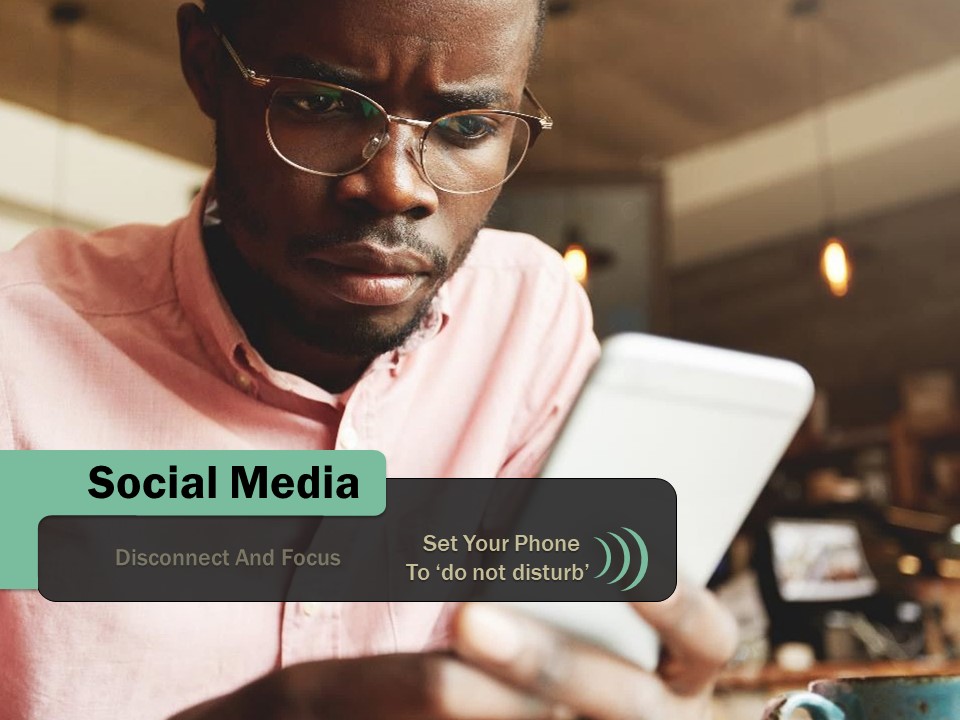 Social Media
Disconnect And Focus
Set Your Phone
To ‘do not disturb’